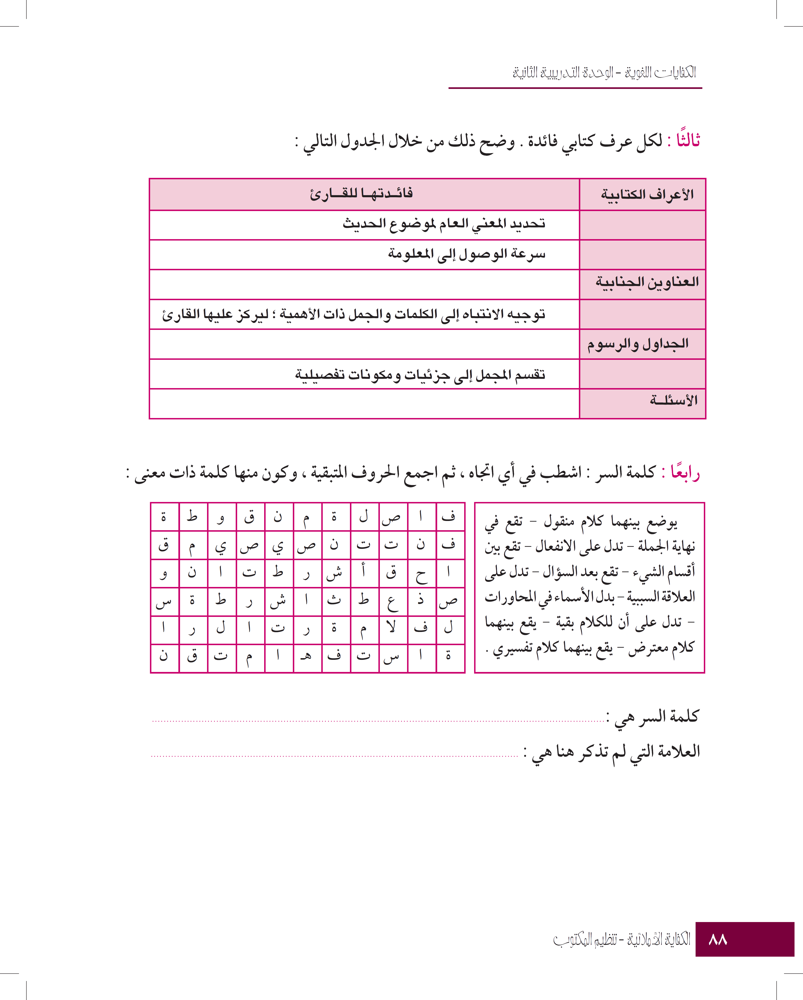 الكفايات اللغوية - الوحدة التدريبية الثانية
ثالثًا : لكل عرف كتابي فائدة . وضح ذلك من خلال الجدول التالي :
الأعراف الكتابية فائـدتهـا للقـارئ
تحديد المعني العام لموضوع الحديث
سرعة الوصول إلى المعلومة
العناوين الجنابية
توجيه الانتباه إلى الكلمات والجمل ذات الأهمية ؛ ليركز عليها القارئ
الجداول والرسوم
تقسم المجمل إلى جزئيات ومكونات تفصيلية
الأسئلـة
رابعًا : كلمة السر : اشطب في أي اتجاه ، ثم اجمع الحروف المتبقية ، وكون منها كلمة ذات معنى :
يوضع بينهما كلام منقول – تقع في
نهاية الجملة – تدل على الانفعال – تقع بين
أقسام الشيء – تقع بعد السؤال – تدل على
العلاقة السببية – بدل الأسماء في المحاورات
– تدل على أن للكلام بقية – يقع بينهما
كلام معترض – يقع بينهما كلام تفسيري .
ف ا ص ل ة م ن ق و ط ة
ف ن ت ت ن ص ي ص ي م ق
ا ح ق أ ش ر ط ت ا ن و
ص ذ ع ط ث ا ش ر ط ة س
ل ف لا م ة ر ت ا ل ر ا
ة ا س ت ف هـ ا م ت ق ن
كلمة السر هي :
العلامة التي لم تذكر هنا هي :
٨٨ الكفاية الإملائية - تنظيم المكتوب